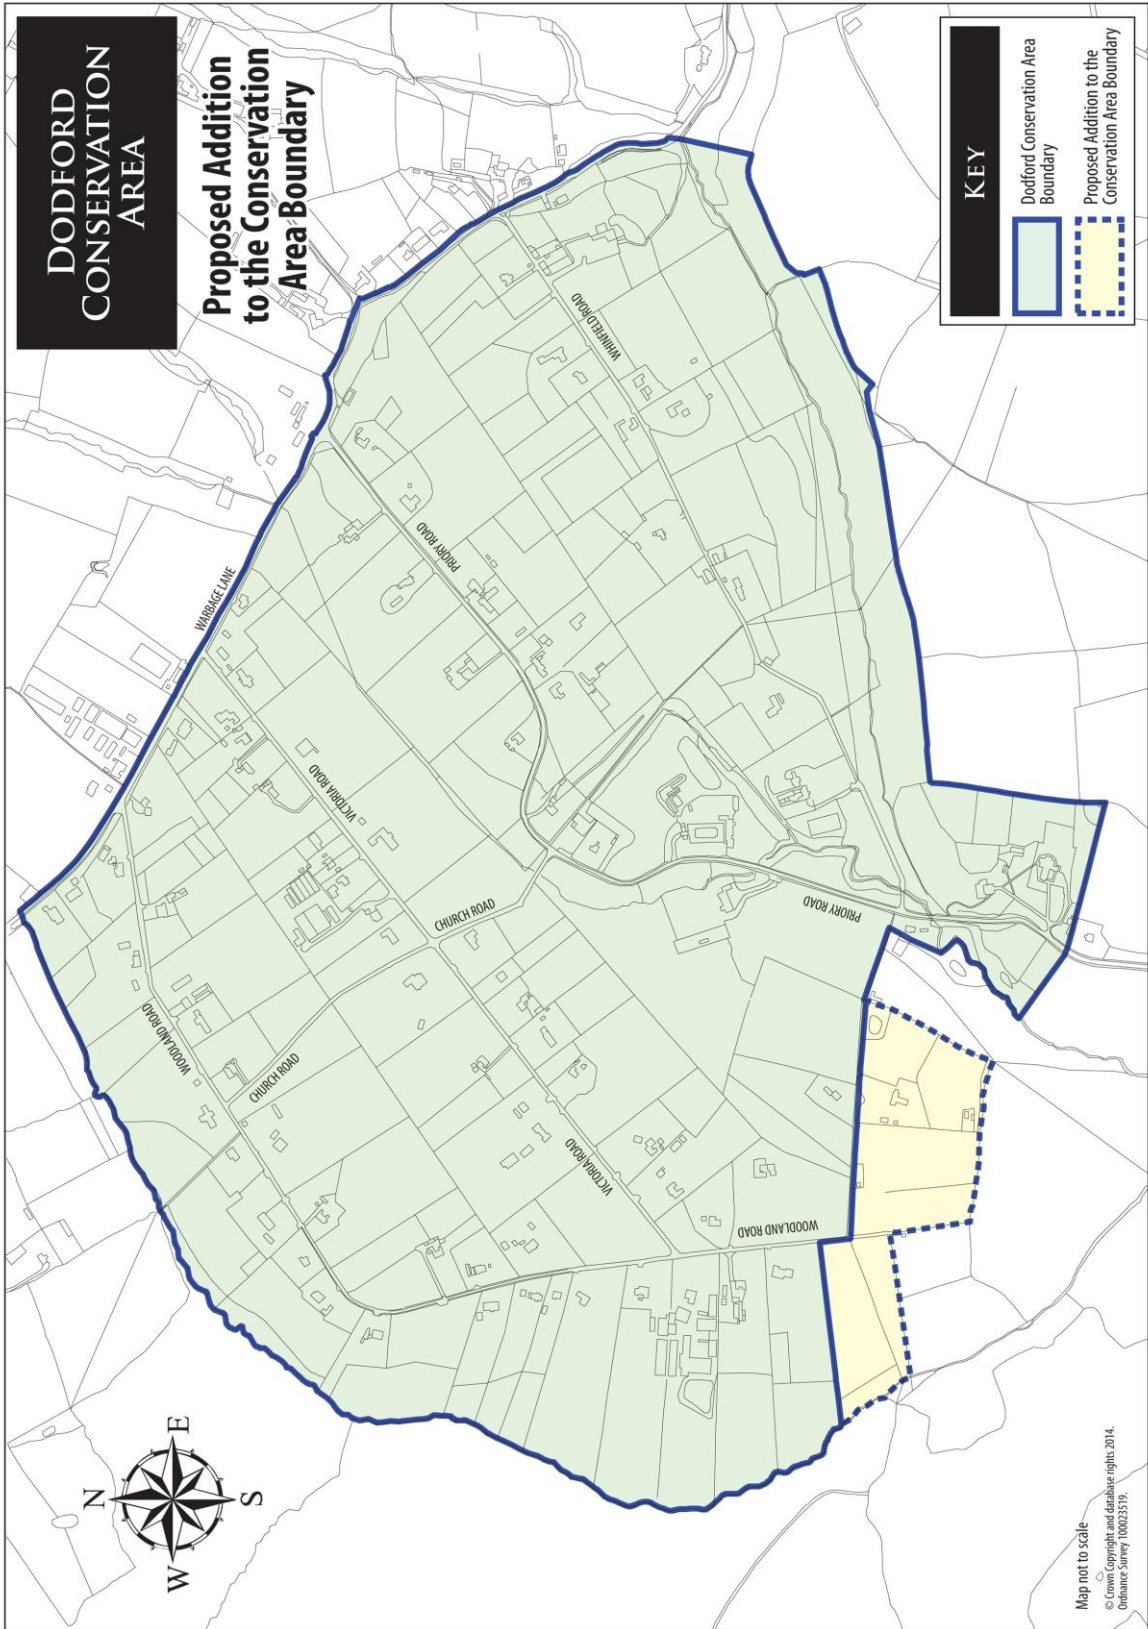 DODFORD
CONSERVATION
AREA
Proposed Addition
to the Conservation
Area Boundary
WARBAGE LANE
PRIORY ROAD
WHINFIELD ROAD
VICTORIA ROAD
CHURCH ROAD
PRIORY ROAD
WOODLAND ROAD
CHURCH ROAD
VICTORIA ROAD
WOODLAND ROAD
N
W
E
S
KEY
Dodford Conservation Area
Boundary
Proposed Addition to the
Conservation Area Boundary
Map not to scale
© Crown Copyright and database rights 2014.
Ordnance Survey 100023519.